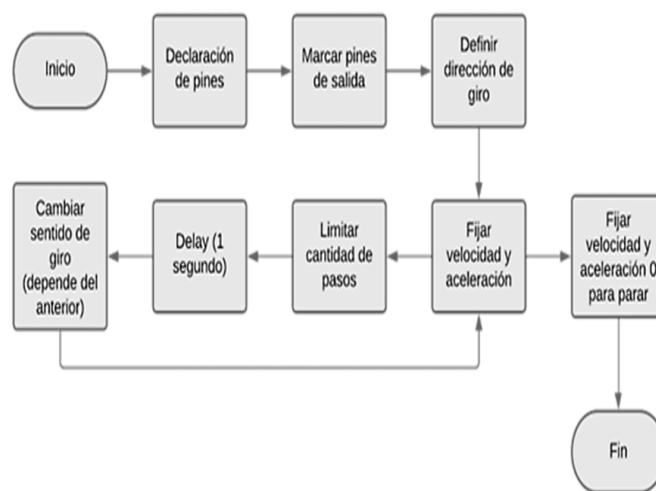 Inicio
Declaración
de pines
Marcar pines
de salida
Definir
dirección de
giro
Cambiar
sentido de
giro
(depende del
anterior)
Delay (1
segundo)
Limitar
cantidad de
pasos
Fijar
velocidad y
aceleración
Fijar
velocidad y
aceleración 0
para parar
Fin